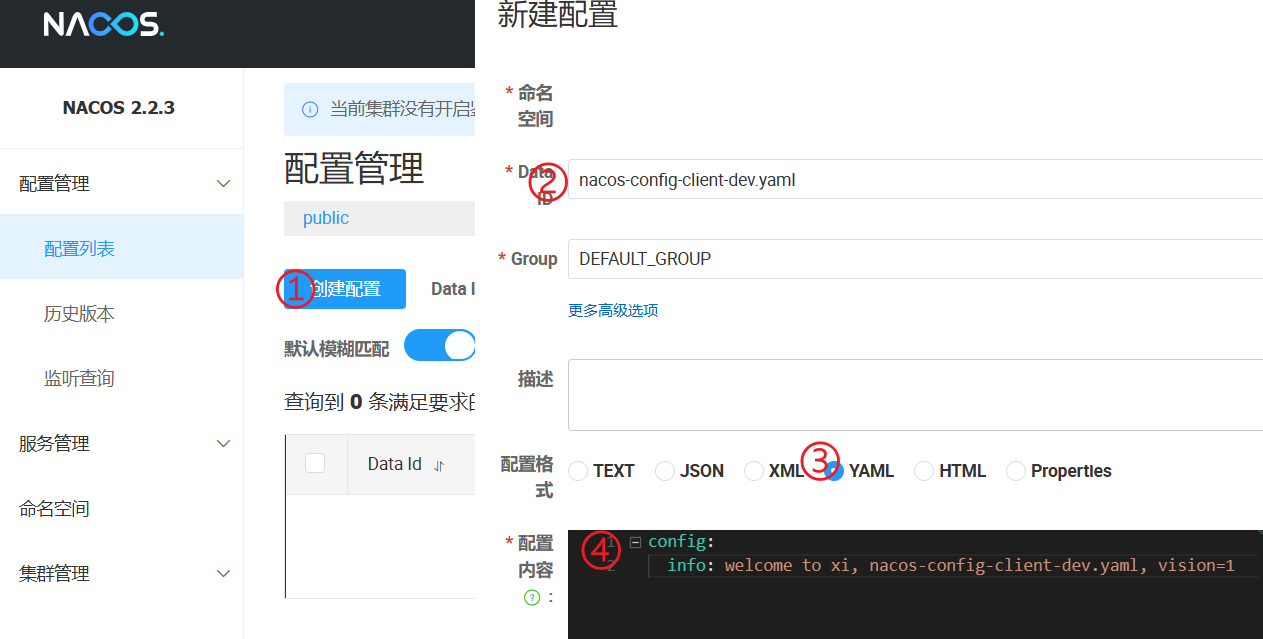 NACOS.
NACOS 2.2.3
配置管理
配置列表
历史版本
监听查询
服务管理
命名空间
集群管理
当前集群没有开启
配置管理
public
① 创建配置
Data I
默认模糊匹配
查询到 0 条满足要求的
Data Id
新建配置
* 命名
空间
* Data
ID
② nacos-config-client-dev.yaml
* Group
DEFAULT_GROUP
更多高级选项
描述
配置格
式
TEXT
JSON
XML
③ YAML
HTML
Properties
* 配置
内容
? :
④
1 config:
2 info: welcome to xi, nacos-config-client-dev.yaml, vision=1